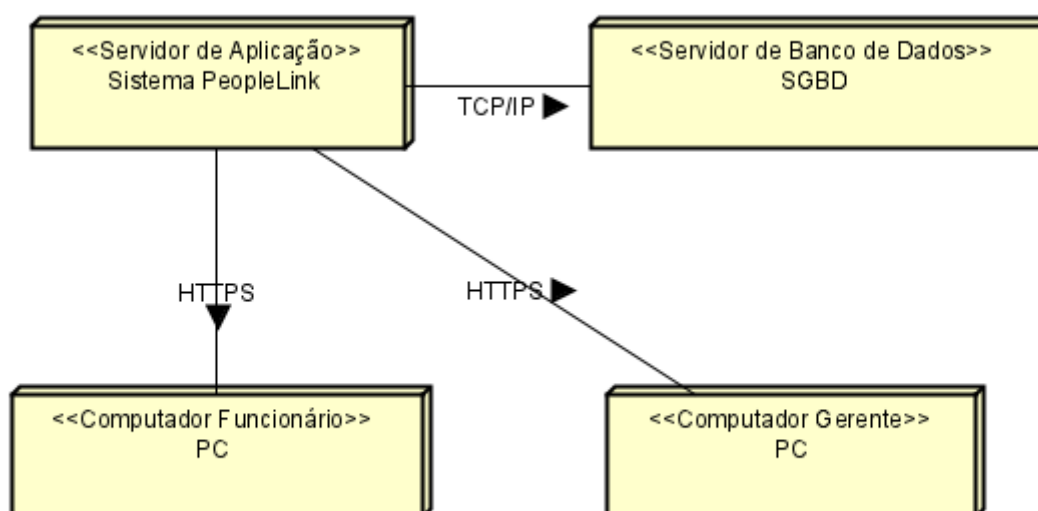 <<Servidor de Aplicação>>
Sistema PeopleLink
<<Servidor de Banco de Dados>>
SGBD
TCP/IP
HTTPS
HTTPS
<<Computador Funcionário>>
PC
<<Computador Gerente>>
PC